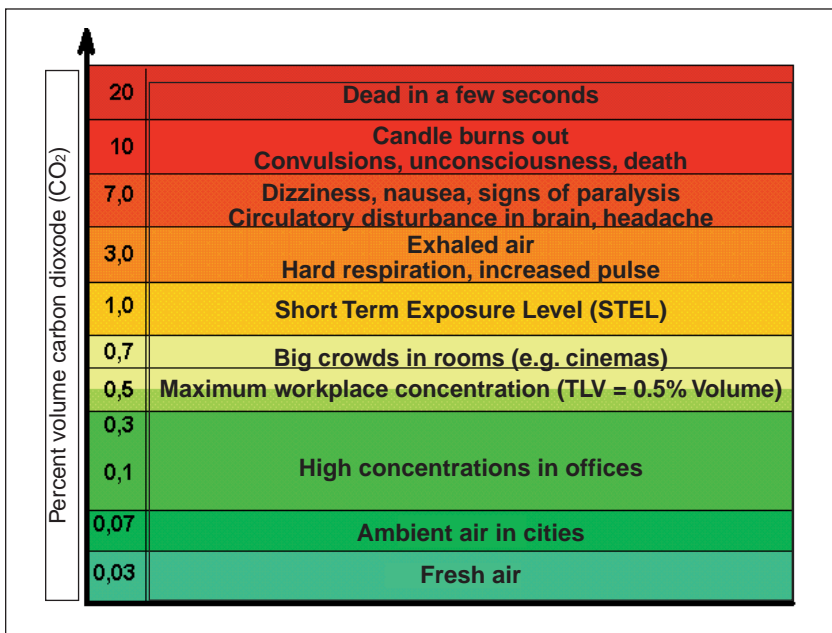 Percent volume carbon dioxode (CO₂)
20 Dead in a few seconds
10 Candle burns out
Convulsions, unconsciousness, death
7,0 Dizziness, nausea, signs of paralysis
Circulatory disturbance in brain, headache
3,0 Exhaled air
Hard respiration, increased pulse
1,0 Short Term Exposure Level (STEL)
0,7 Big crowds in rooms (e.g. cinemas)
0,5 Maximum workplace concentration (TLV = 0.5% Volume)
0,3
0,1 High concentrations in offices
0,07 Ambient air in cities
0,03 Fresh air